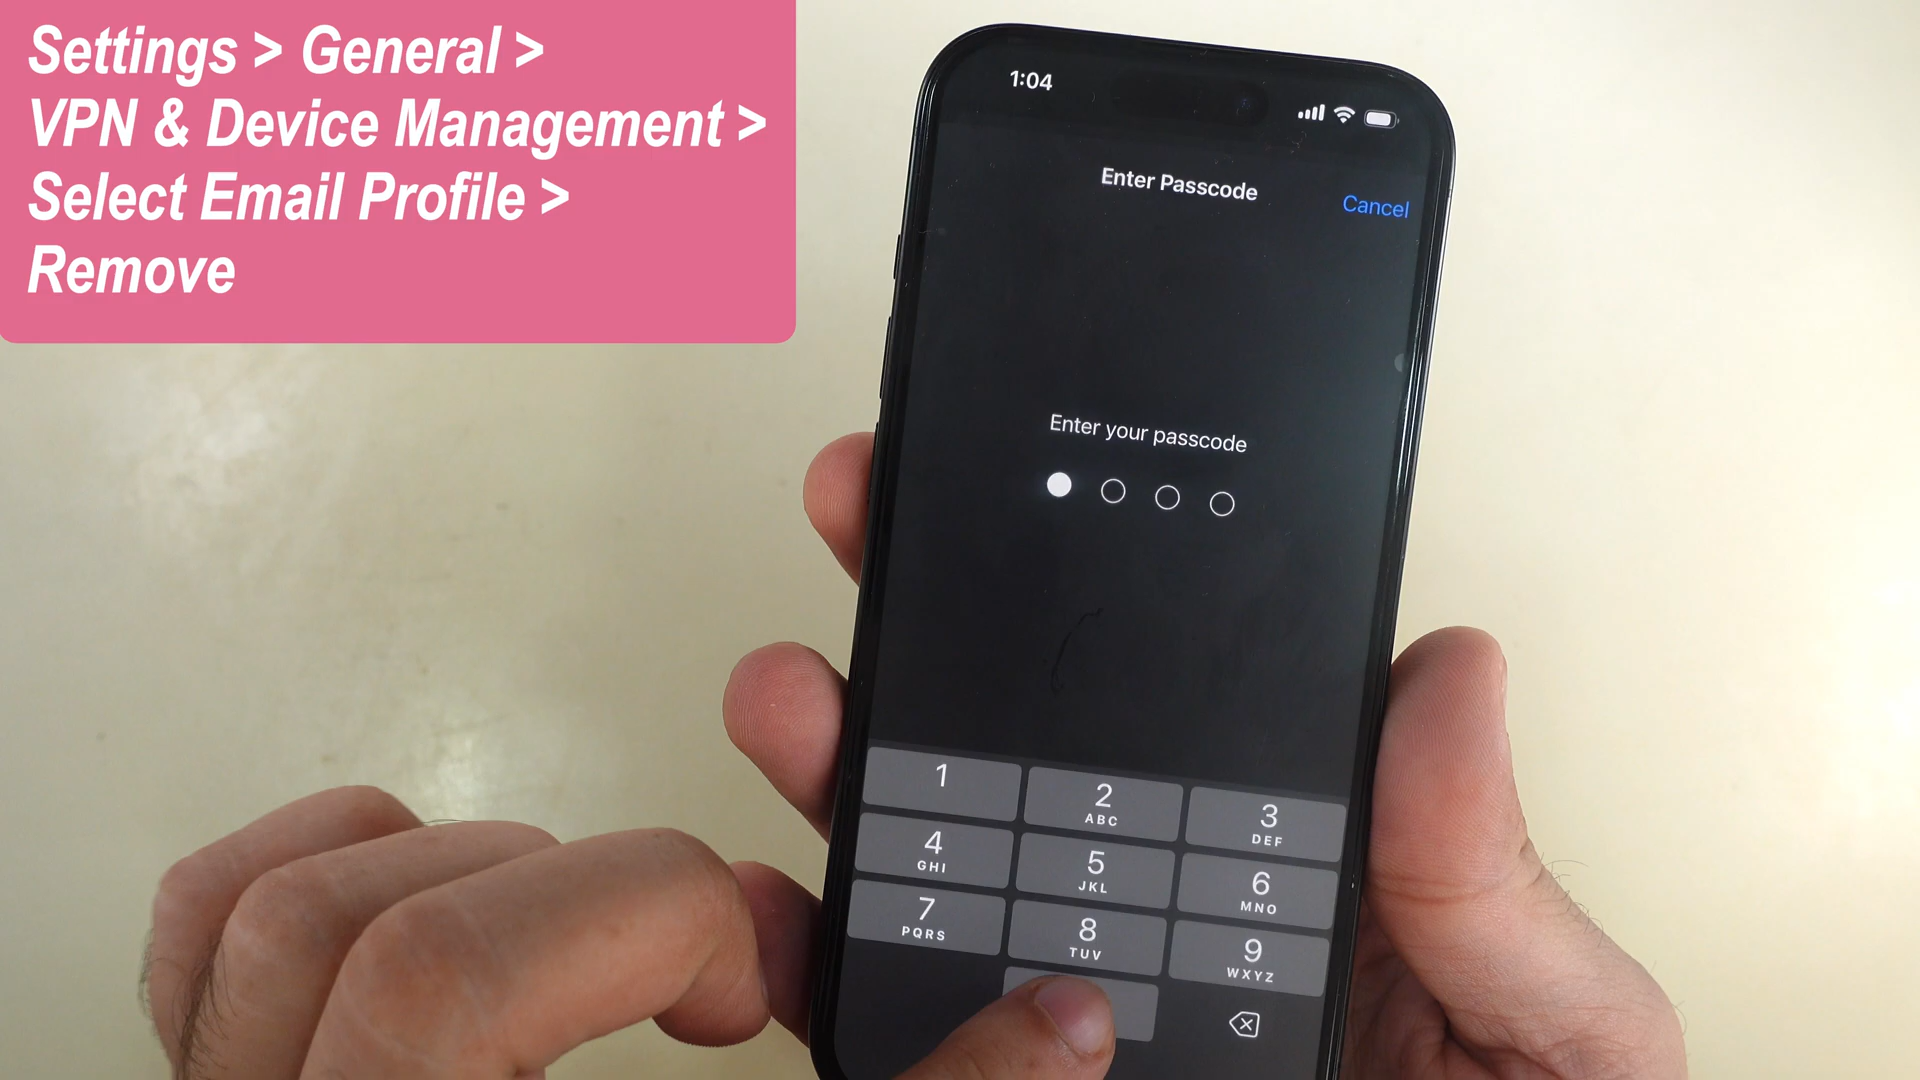 Settings > General >
VPN & Device Management >
Select Email Profile >
Remove
1:04
Enter Passcode
Cancel
Enter your passcode
1
2
ABC
3
DEF
4
GHI
5
JKL
6
MNO
7
PQRS
8
TUV
9
WXYZ